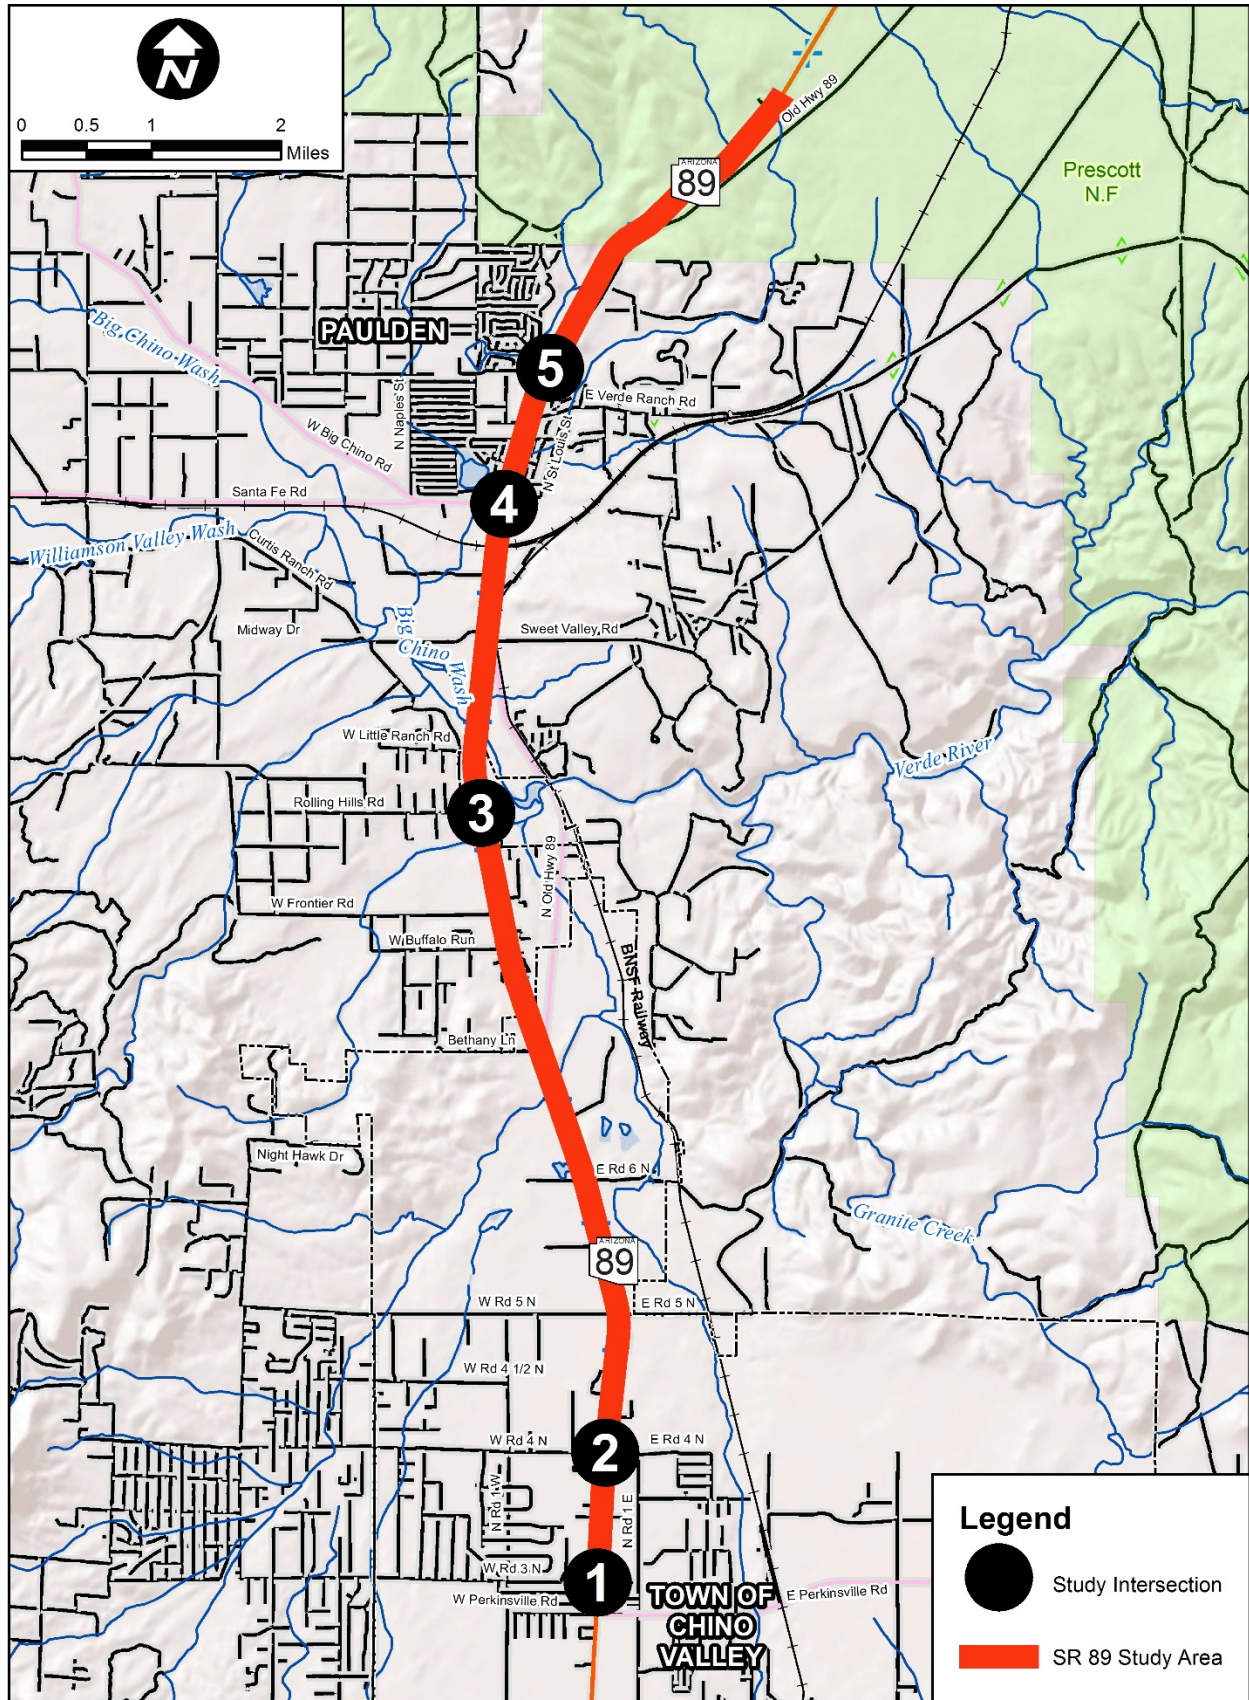 N
0 0.5 1 2
Miles
Old Hwy 89
ARIZONA
89
Prescott
N.F
PAULDEN
Big Chino Wash
5
E Verde Ranch Rd
N Naples St
W Big Chino Rd
N St Louis St
Santa Fe Rd
4
Williamson Valley Wash
Curtis Ranch Rd
Midway Dr
Big
Chino Wash
Sweet Valley Rd
W Little Ranch Rd
Verde River
Rolling Hills Rd
3
N Old Hwy 89
W Frontier Rd
W Buffalo Run
BNSF Railway
Bethany Ln
Night Hawk Dr
E Rd 6 N
Granite Creek
ARIZONA
89
W Rd 5 N
E Rd 5 N
W Rd 4 1/2 N
W Rd 4 N
2
E Rd 4 N
N Rd 1 W
N Rd 1 E
W Rd 3 N
1
W Perkinsville Rd
TOWN OF
CHINO
VALLEY
E Perkinsville Rd
Legend
Study Intersection
SR 89 Study Area